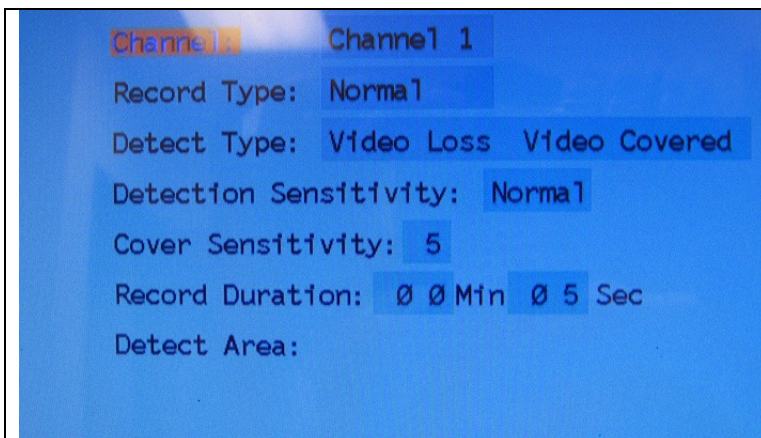 Channel: Channel 1
Record Type: Normal
Detect Type: Video Loss Video Covered
Detection Sensitivity: Normal
Cover Sensitivity: 5
Record Duration: 0 0 Min 0 5 Sec
Detect Area: